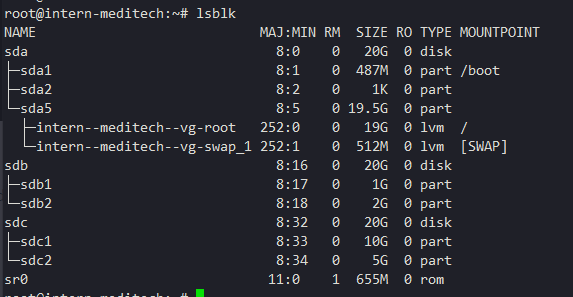 root@intern-meditech:~# lsblk
NAME                           MAJ:MIN RM  SIZE RO TYPE MOUNTPOINT
sda                              8:0    0   20G  0 disk
├─sda1                           8:1    0  487M  0 part /boot
├─sda2                           8:2    0    1K  0 part
└─sda5                           8:5    0 19.5G  0 part
  ├─intern--meditech--vg-root  252:0    0   19G  0 lvm  /
  └─intern--meditech--vg-swap_1 252:1    0  512M  0 lvm  [SWAP]
sdb                              8:16   0   20G  0 disk
├─sdb1                           8:17   0    1G  0 part
└─sdb2                           8:18   0    2G  0 part
sdc                              8:32   0   20G  0 disk
├─sdc1                           8:33   0   10G  0 part
└─sdc2                           8:34   0    5G  0 part
sr0                             11:0    1  655M  0 rom
root@intern-meditech:~#